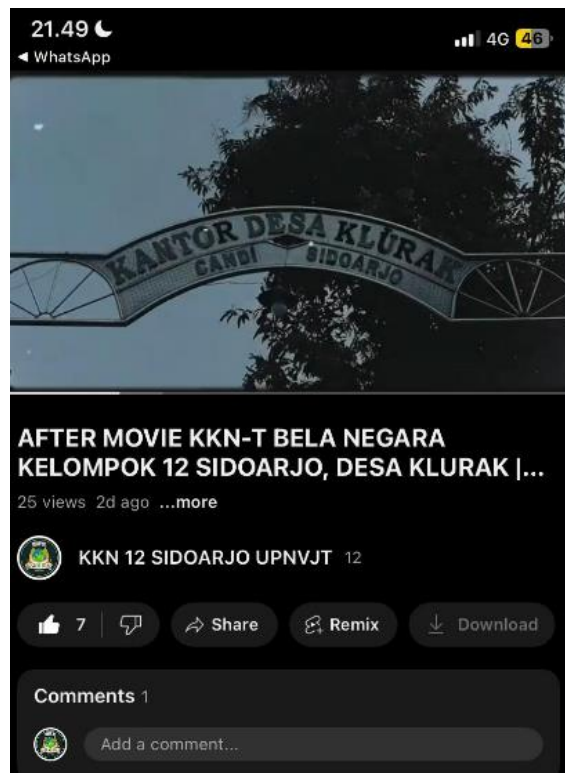 21.49
4G 46
WhatsApp
KANTOR DESA KLURAK
CANDI SIDOARJO
AFTER MOVIE KKN-T BELA NEGARA
KELOMPOK 12 SIDOARJO, DESA KLURAK |...
25 views 2d ago ...more
KKN 12 SIDOARJO UPNVJT 12
7 Share Remix Download
Comments 1
Add a comment...